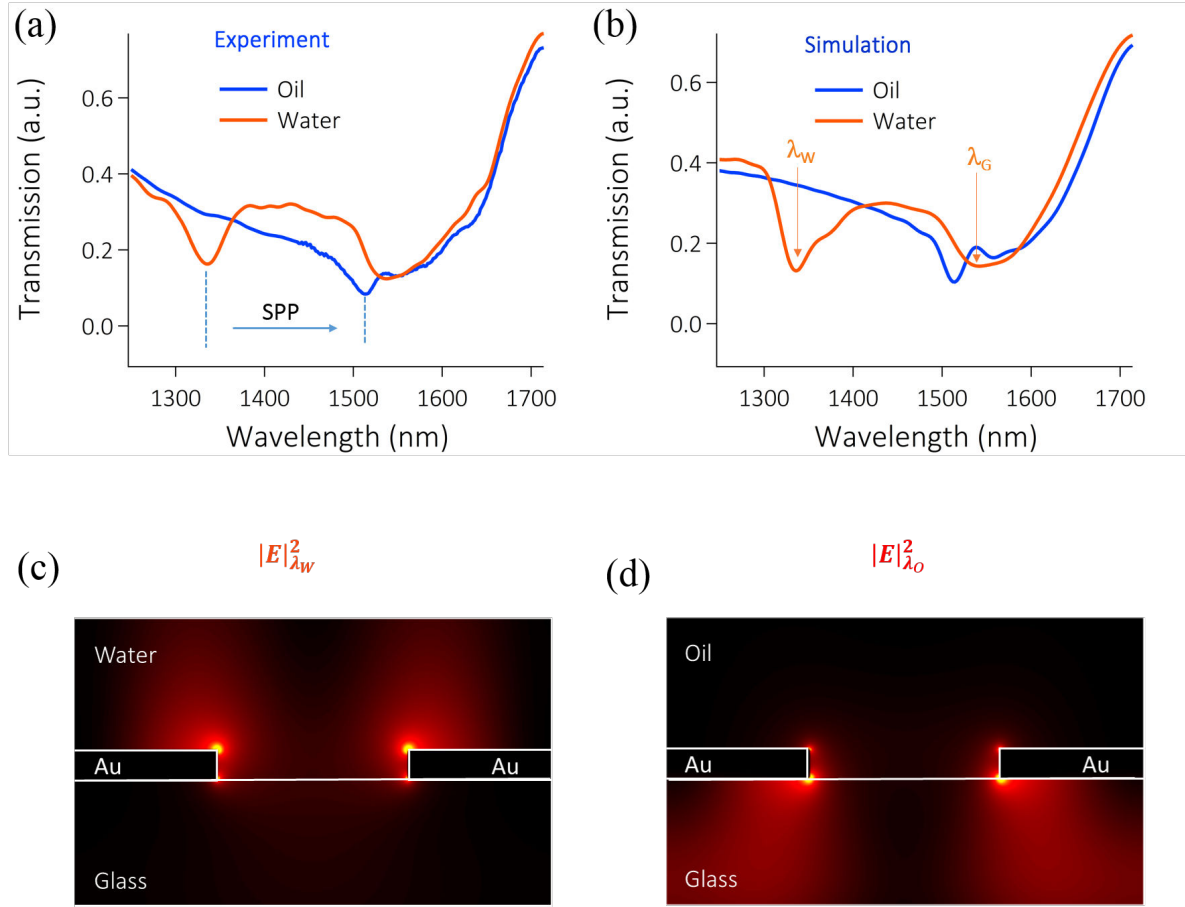 (a)
Experiment
Oil
Water
Transmission (a.u.)
0.6
0.4
0.2
0.0
SPP
1300 1400 1500 1600 1700
Wavelength (nm)
(b)
Simulation
Oil
Water
λW
λG
Transmission (a.u.)
0.6
0.4
0.2
0.0
1300 1400 1500 1600 1700
Wavelength (nm)
(c)
|E|²λW
Water
Au Au
Glass
(d)
|E|²λO
Oil
Au Au
Glass